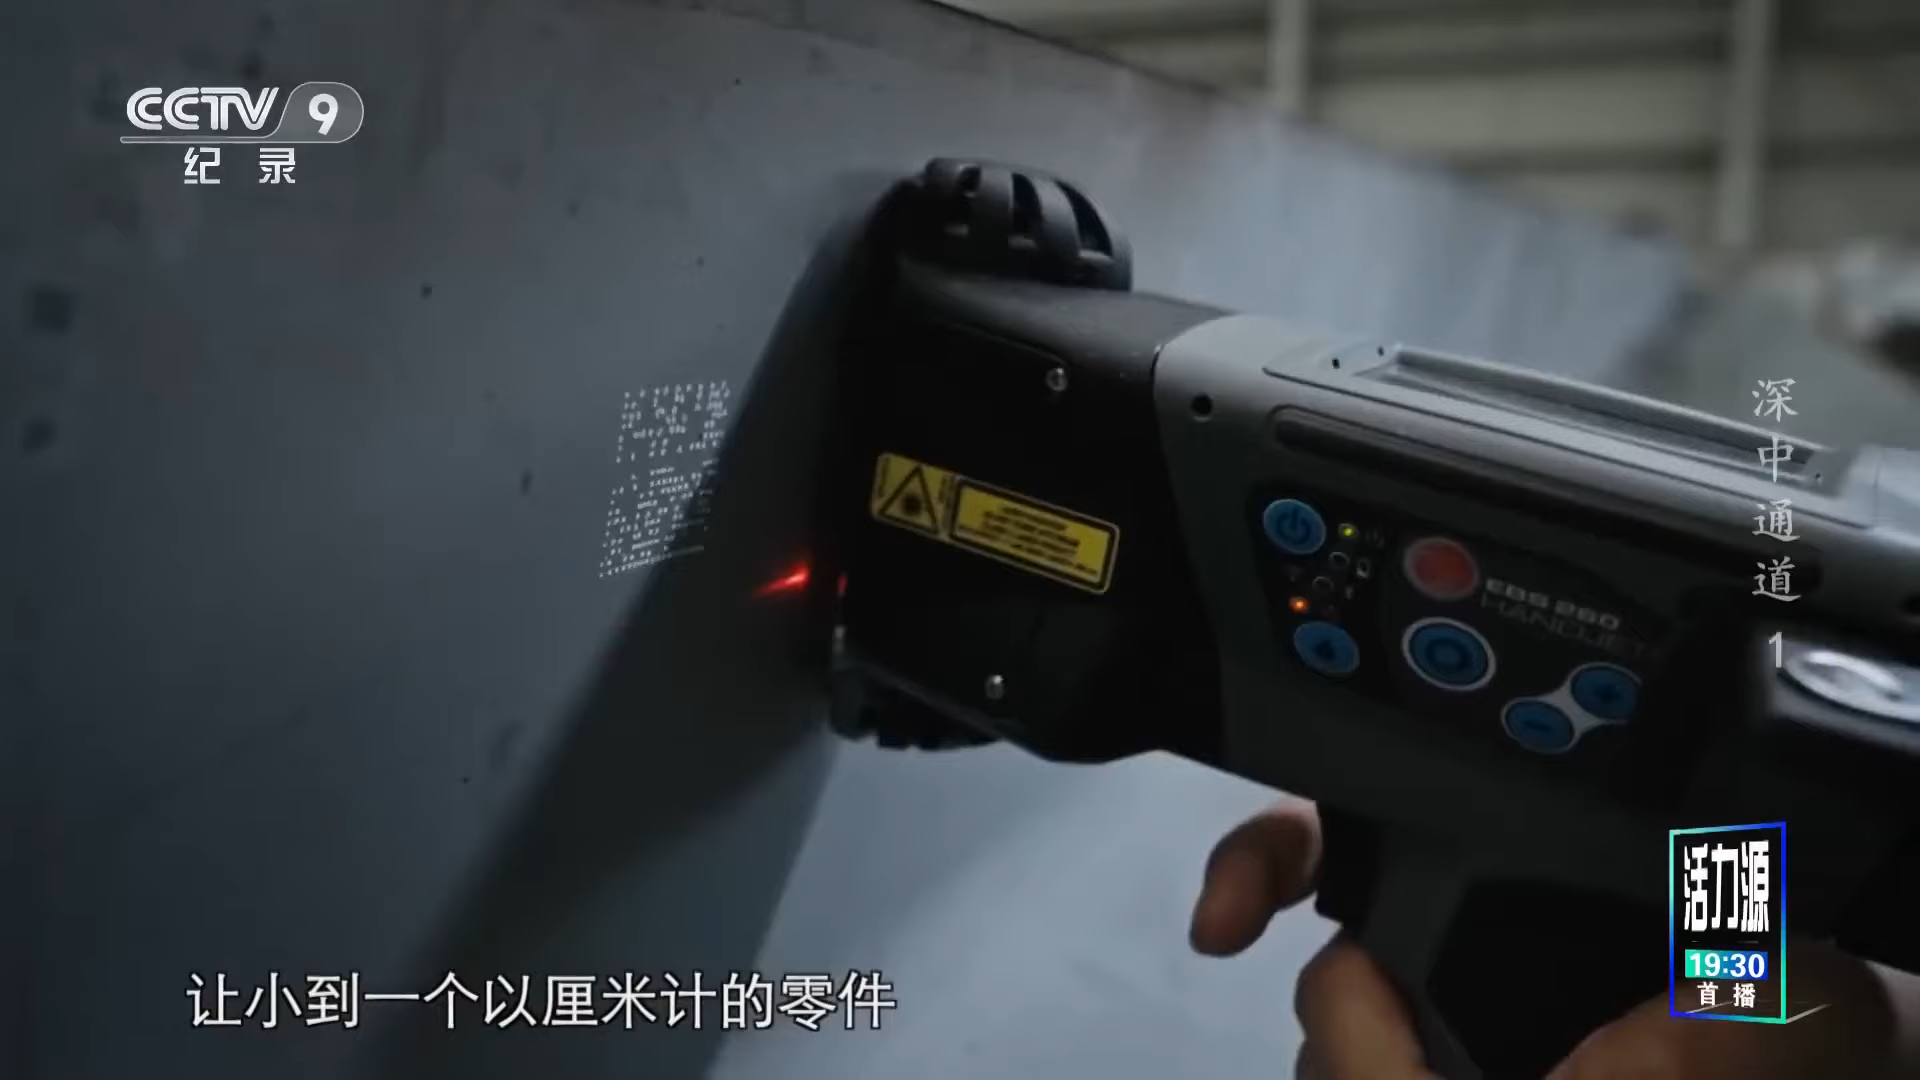 CCTV 9
纪录
EBS 260
HANDJET
深中通道 1
活力源
19:30
首播
让小到一个以厘米计的零件